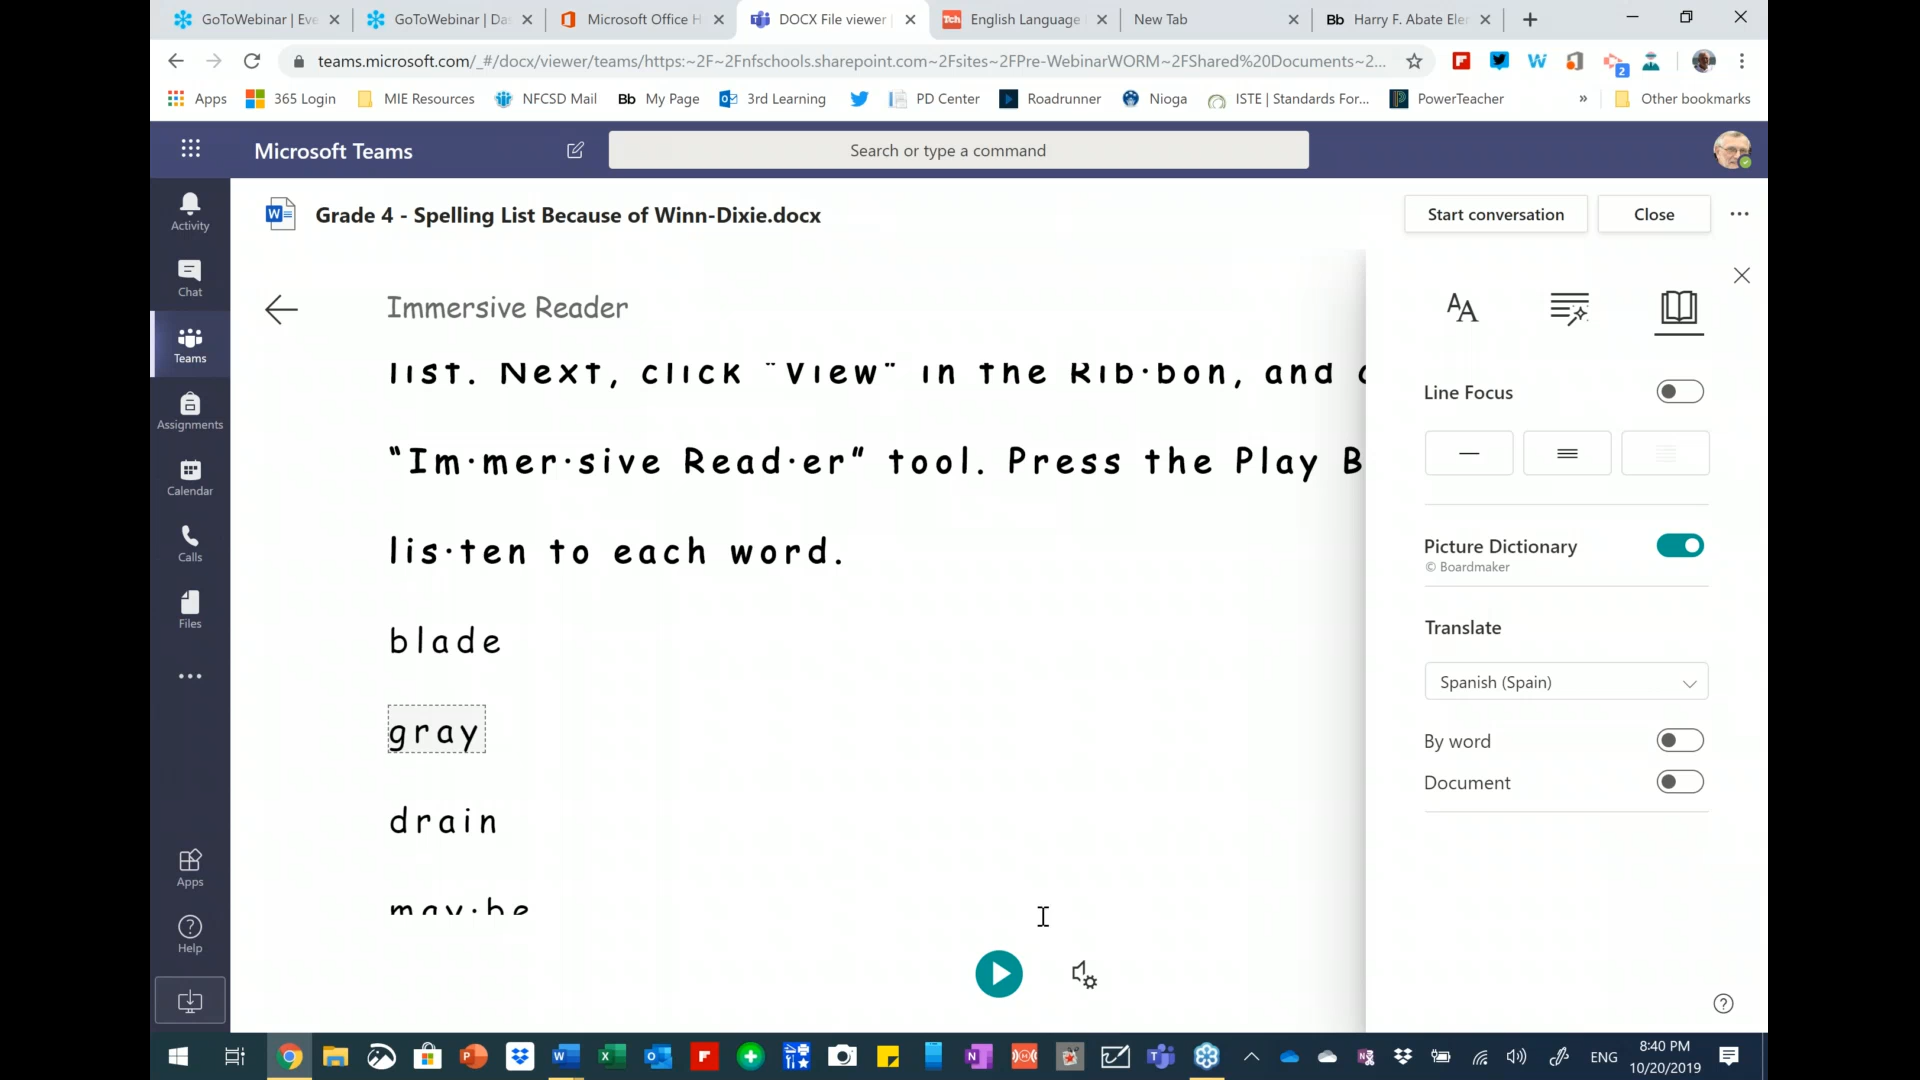 GoToWebinar | Eve
GoToWebinar | Da
Microsoft Office H
DOCX File viewer |
Tch English Language
New Tab
Bb Harry F. Abate Ele
teams.microsoft.com/_#/docx/viewer/teams/https:~2F~2Fnfschools.sharepoint.com~2Fsites~2FPre-WebinarWORM~2FShared%20Documents~2...
2
Apps
365 Login
MIE Resources
NFCSD Mail
Bb My Page
3rd Learning
PD Center
Roadrunner
Nioga
ISTE | Standards For...
PowerTeacher
»
Other bookmarks
Microsoft Teams
Search or type a command
Activity
Chat
Teams
Assignments
Calendar
Calls
Files
Apps
Help
Grade 4 - Spelling List Because of Winn-Dixie.docx
Start conversation
Close
Immersive Reader
list. Next, click "View" in the Rib·bon, and
“Im·mer·sive Read·er” tool. Press the Play B
lis·ten to each word.
blade
gray
drain
may·be
Line Focus
Picture Dictionary
© Boardmaker
Translate
Spanish (Spain)
By word
Document
ENG
8:40 PM
10/20/2019